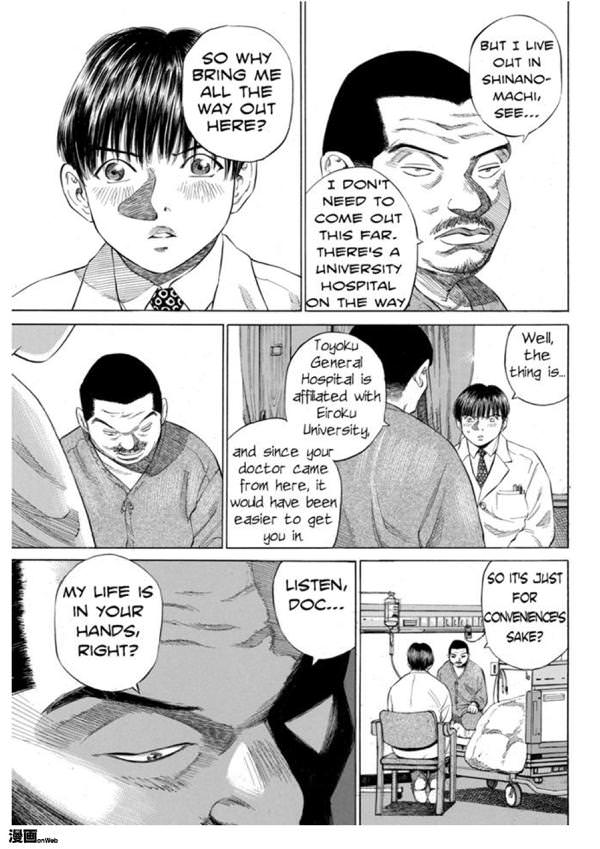 BUT I LIVE
OUT IN
SHINANO-
MACHI,
SEE...
I DON'T
NEED TO
COME OUT
THIS FAR.
THERE'S A
UNIVERSITY
HOSPITAL
ON THE WAY
SO WHY
BRING ME
ALL THE
WAY OUT
HERE?
Well,
the
thing is...
Toyoku
General
Hospital is
affiliated with
Eiroku
University,
and since your
doctor came
from here, it
would have been
easier to get
you in.
SO IT'S JUST
FOR
CONVENENCE'S
SAKE?
LISTEN,
DOC...
MY LIFE IS
IN YOUR
HANDS,
RIGHT?
漫画 on Web